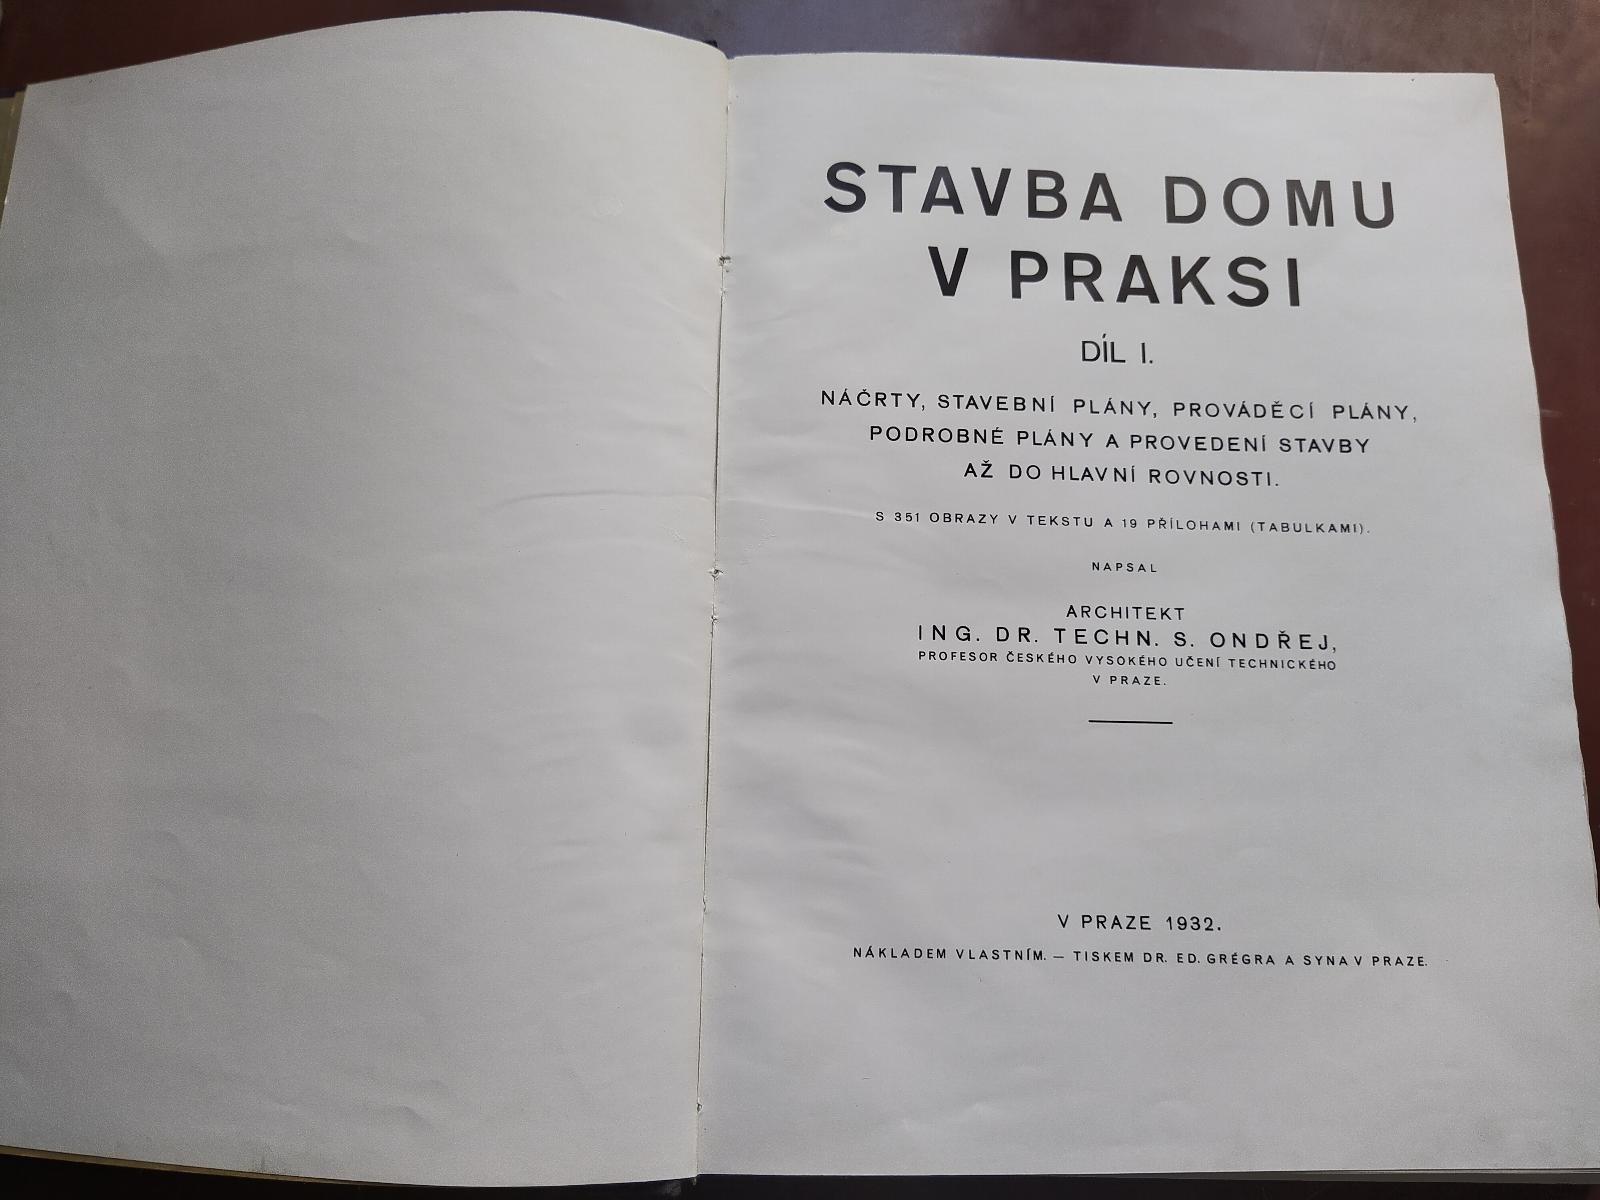 STAVBA DOMU
V PRAKSI
DÍL I.
NÁČRTY, STAVEBNÍ PLÁNY, PROVÁDĚCÍ PLÁNY,
PODROBNÉ PLÁNY A PROVEDENÍ STAVBY
AŽ DO HLAVNÍ ROVNOSTI.
S 351 OBRAZY V TEKSTU A 19 PŘÍLOHAMI (TABULKAMI).
NAPSAL
ARCHITEKT
ING. DR. TECHN. S. ONDŘEJ,
PROFESOR ČESKÉHO VYSOKÉHO UČENÍ TECHNICKÉHO
V PRAZE.
V PRAZE 1932.
NÁKLADEM VLASTNÍM. — TISKEM DR. ED. GRÉGRA A SYNA V PRAZE.